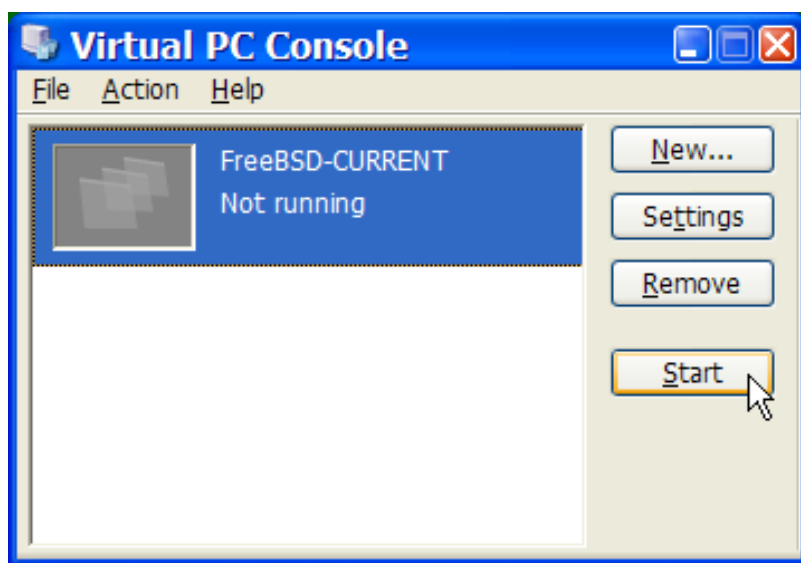 Virtual PC Console
File Action Help
FreeBSD-CURRENT
Not running
New...
Settings
Remove
Start